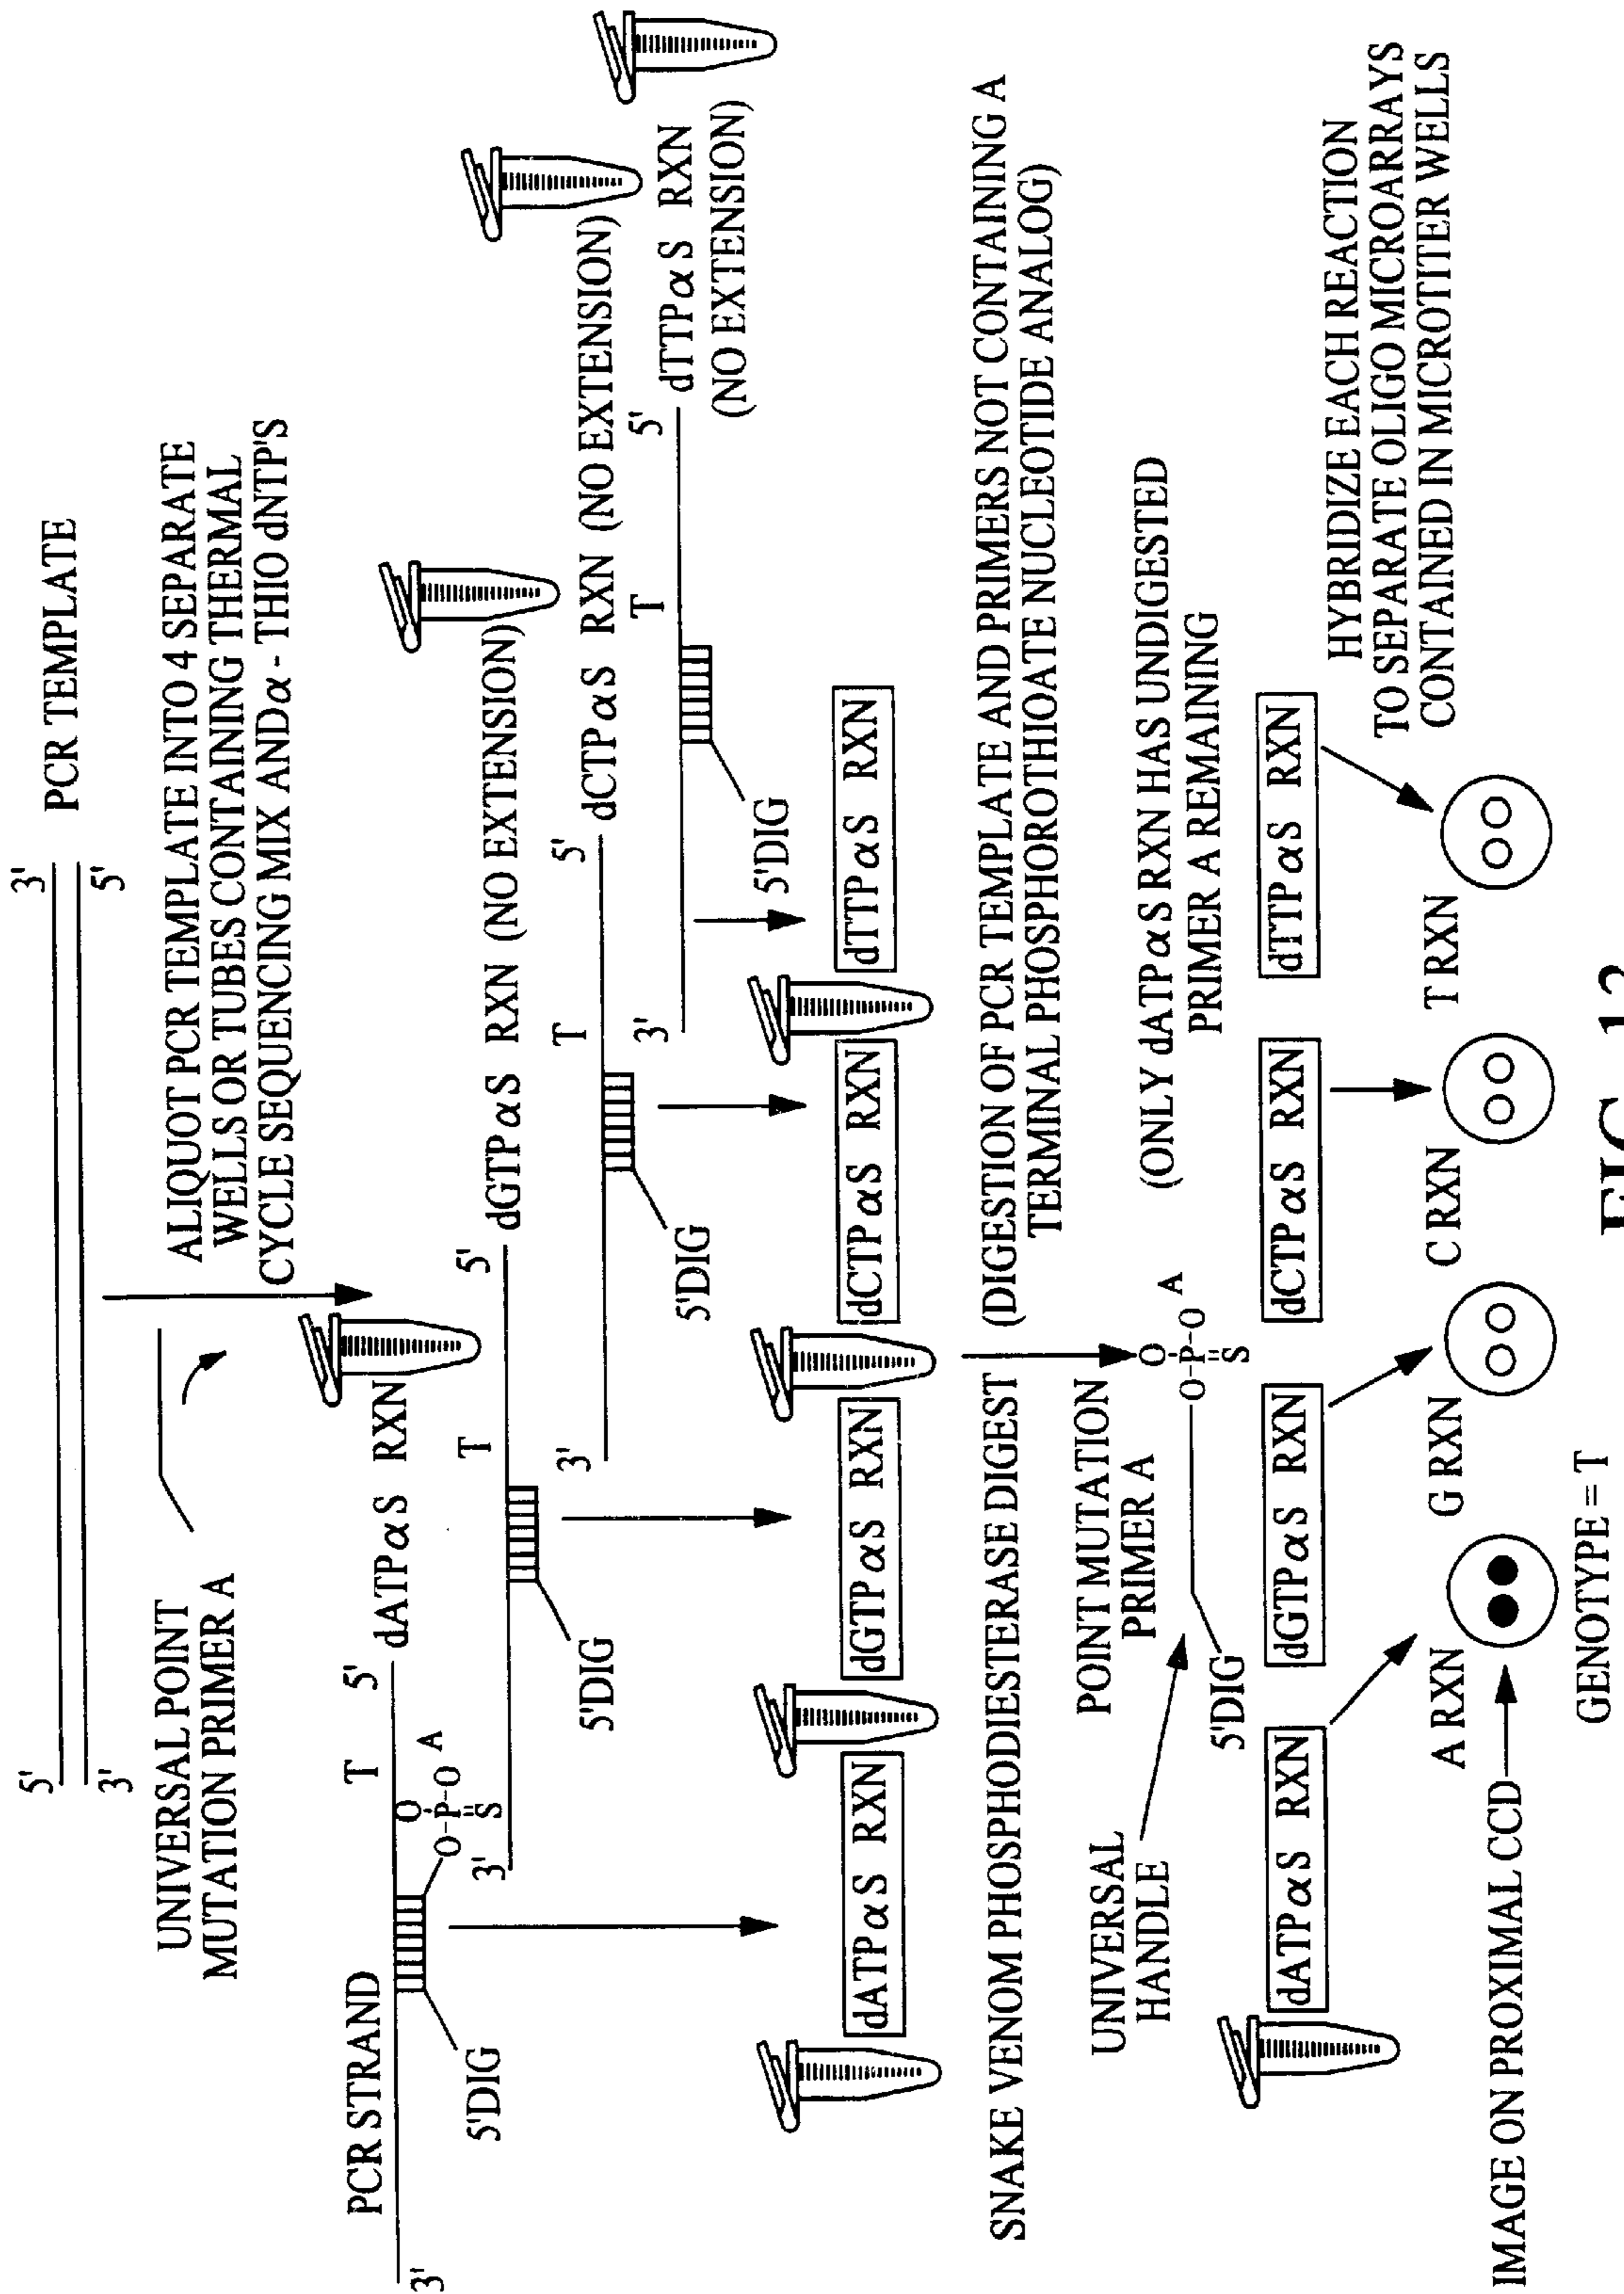 5' 3'
3' 5'
PCR TEMPLATE
UNIVERSAL POINT
MUTATION PRIMER A
ALIQUOT PCR TEMPLATE INTO 4 SEPARATE
WELLS OR TUBES CONTAINING THERMAL
CYCLE SEQUENCING MIX ANDα - THIO dNTP'S
PCR STRAND
3' T 5'
dATPαS RXN
O
O-P-O A
S
5'DIG
3' T 5'
dGTPαS RXN (NO EXTENSION)
5'DIG
3' T 5'
dCTPαS RXN (NO EXTENSION)
5'DIG
3' T 5'
dTTPαS RXN
(NO EXTENSION)
5'DIG
dATPαS RXN
dGTPαS RXN
dCTPαS RXN
dTTPαS RXN
SNAKE VENOM PHOSPHODIESTERASE DIGEST (DIGESTION OF PCR TEMPLATE AND PRIMERS NOT CONTAINING A
TERMINAL PHOSPHOROTHIOATE NUCLEOTIDE ANALOG)
UNIVERSAL
HANDLE
POINT MUTATION
PRIMER A
O
O-P-O A
S
5'DIG
(ONLY dATPαS RXN HAS UNDIGESTED
PRIMER A REMAINING
dATPαS RXN
dGTPαS RXN
dCTPαS RXN
dTTPαS RXN
HYBRIDIZE EACH REACTION
TO SEPARATE OLIGO MICROARRAYS
CONTAINED IN MICROTITER WELLS
A RXN
G RXN
C RXN
T RXN
IMAGE ON PROXIMAL CCD
GENOTYPE = T